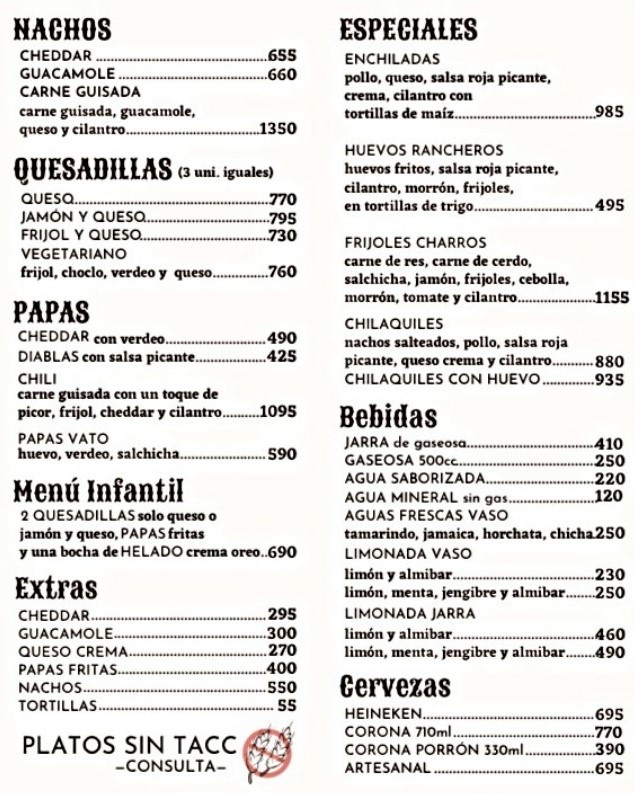 NACHOS
CHEDDAR ........ 655
GUACAMOLE ........ 660
CARNE GUISADA
carne guisada, guacamole,
queso y cilantro........1350
QUESADILLAS (3 uni. iguales)
QUESO........770
JAMÓN Y QUESO........795
FRIJOL Y QUESO........730
VEGETARIANO
frijol, choclo, verdeo y queso........760
PAPAS
CHEDDAR con verdeo........490
DIABLAS con salsa picante........425
CHILI
carne guisada con un toque de
picor, frijol, cheddar y cilantro........1095
PAPAS VATO
huevo, verdeo, salchicha........590
Menú Infantil
2 QUESADILLAS solo queso o
jamón y queso, PAPAS fritas
y una bocha de HELADO crema oreo..690
Extras
CHEDDAR........295
GUACAMOLE........300
QUESO CREMA........270
PAPAS FRITAS........400
NACHOS........550
TORTILLAS........55
PLATOS SIN TACC
–CONSULTA–
ESPECIALES
ENCHILADAS
pollo, queso, salsa roja picante,
crema, cilantro con
tortillas de maíz........985
HUEVOS RANCHEROS
huevos fritos, salsa roja picante,
cilantro, morrón, frijoles,
en tortillas de trigo........495
FRIJOLES CHARROS
carne de res, carne de cerdo,
salchicha, jamón, frijoles, cebolla,
morrón, tomate y cilantro........1155
CHILAQUILES
nachos salteados, pollo, salsa roja
picante, queso crema y cilantro........880
CHILAQUILES CON HUEVO........935
Bebidas
JARRA de gaseosa........410
GASEOSA 500cc........250
AGUA SABORIZADA........220
AGUA MINERAL sin gas........120
AGUAS FRESCAS VASO
tamarindo, jamaica, horchata, chicha.250
LIMONADA VASO
limón y almibar........230
limón, menta, jengibre y almibar........250
LIMONADA JARRA
limón y almibar........460
limón, menta, jengibre y almibar........490
Cervezas
HEINEKEN........695
CORONA 710ml........770
CORONA PORRÓN 330ml........390
ARTESANAL........695